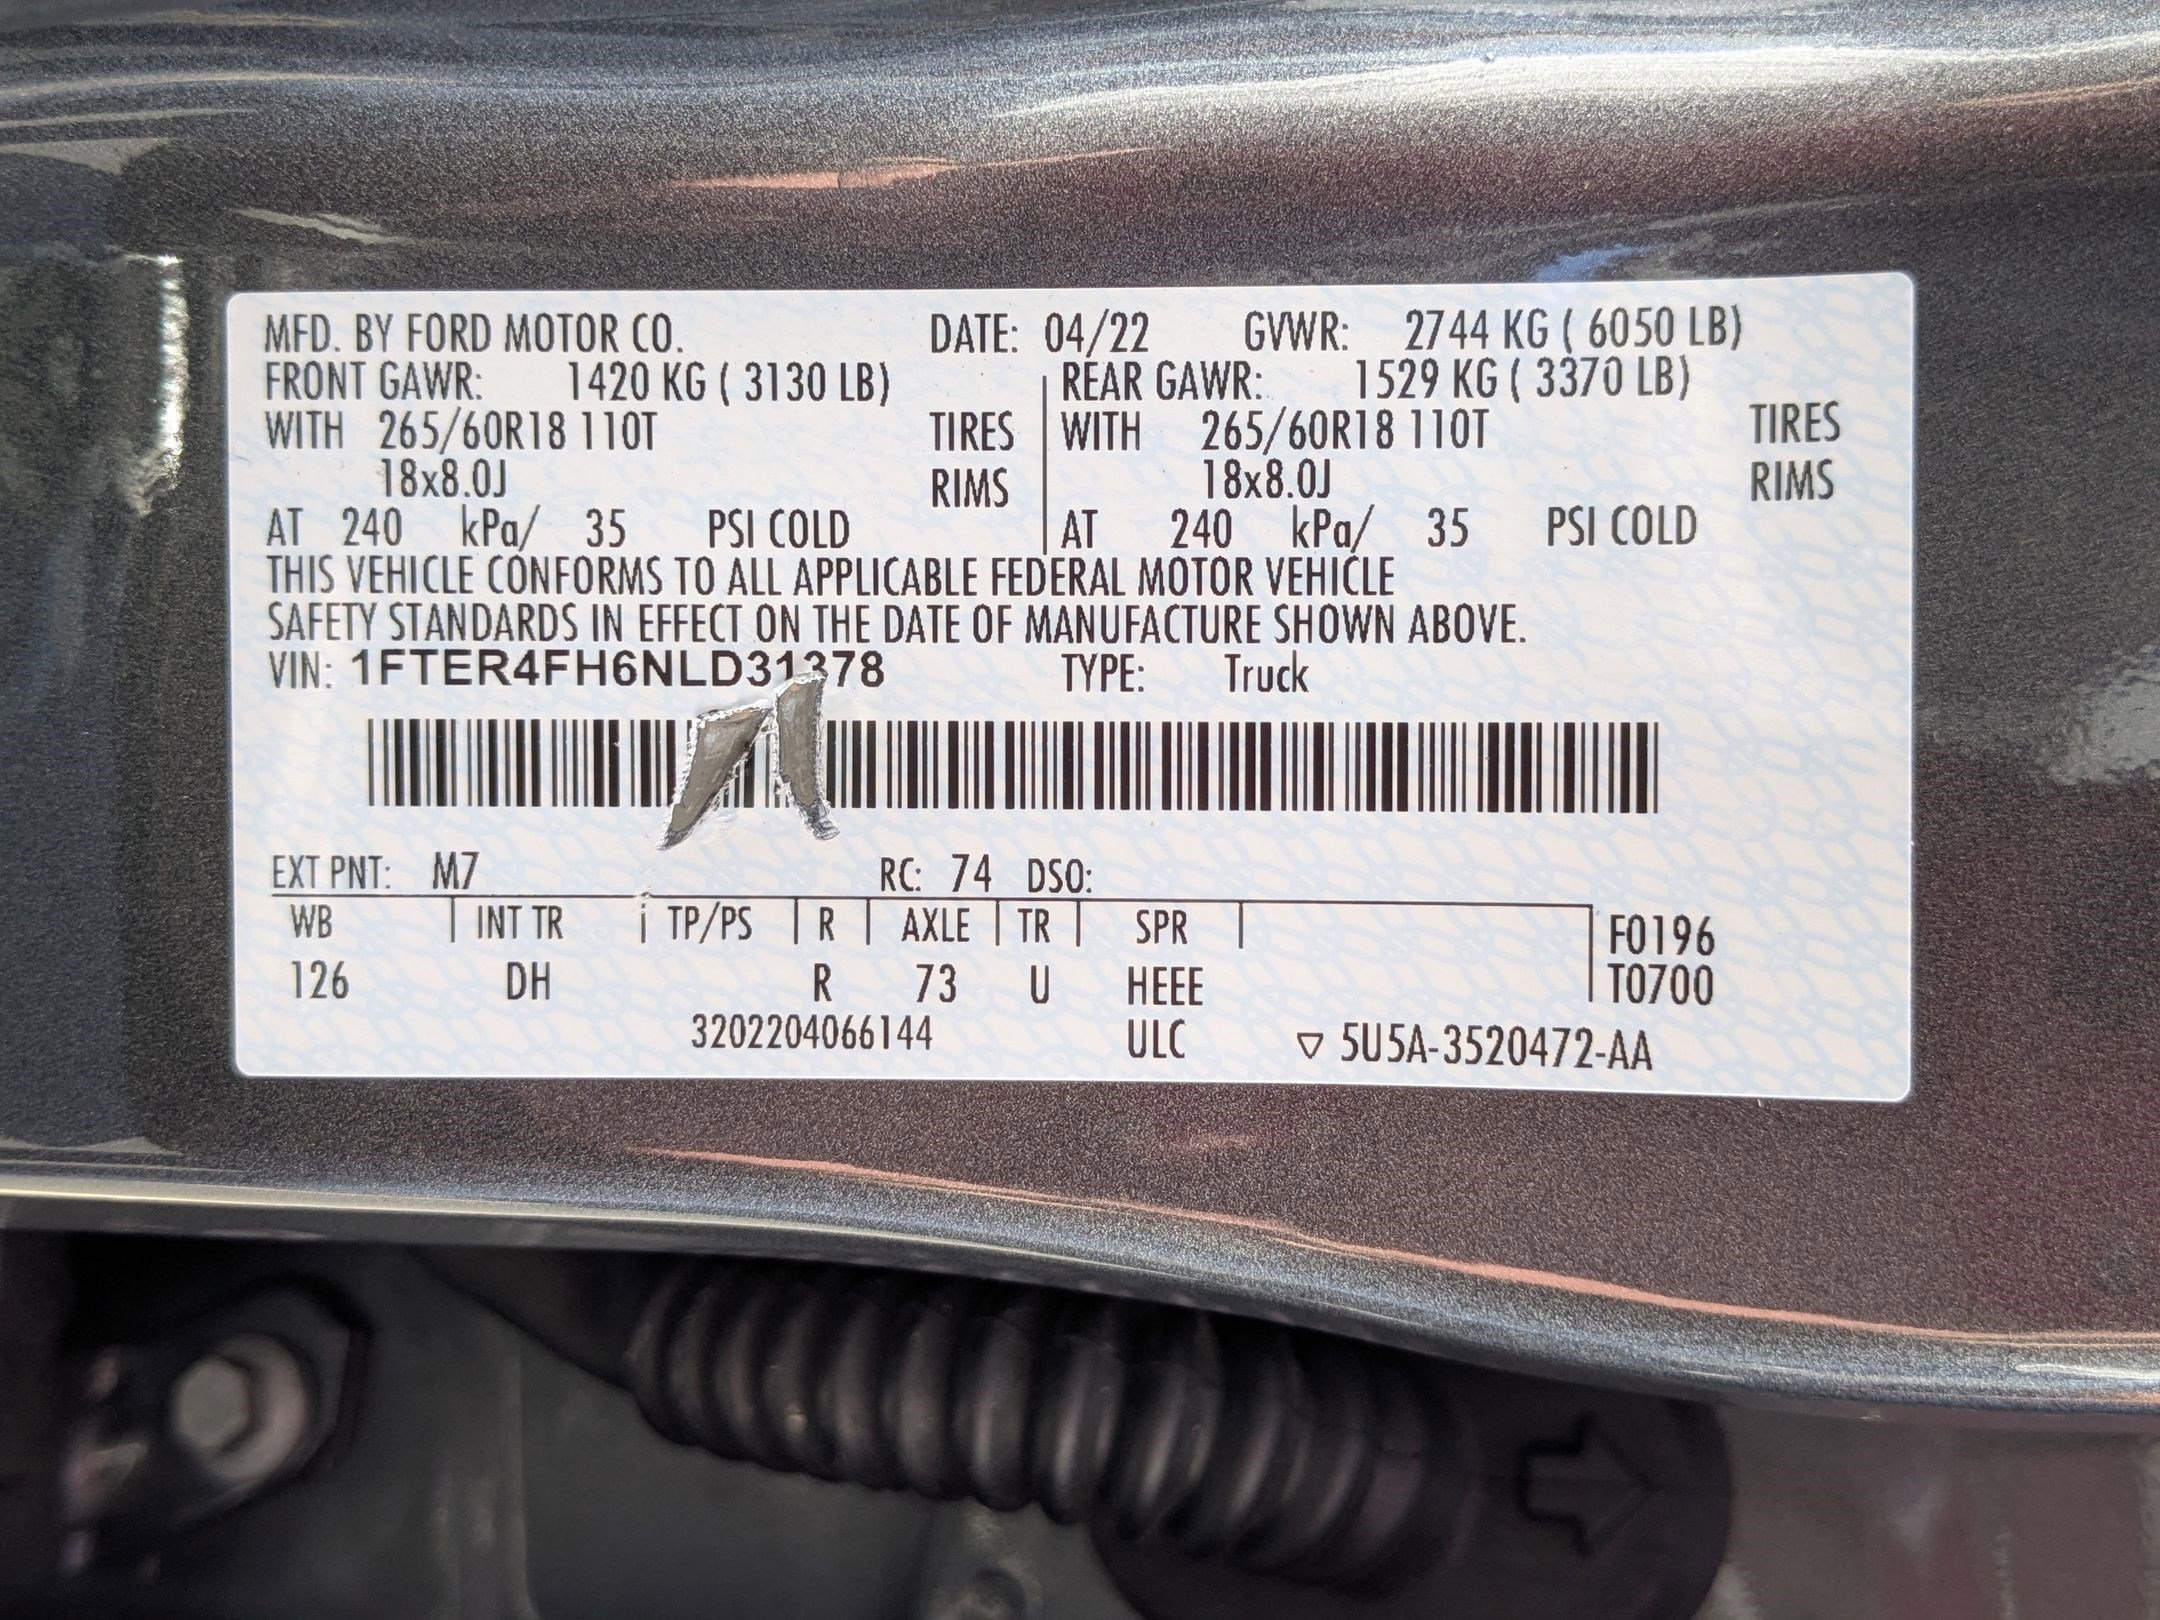 MFD. BY FORD MOTOR CO. DATE: 04/22 GVWR: 2744 KG ( 6050 LB)
FRONT GAWR: 1420 KG ( 3130 LB) REAR GAWR: 1529 KG ( 3370 LB)
WITH 265/60R18 110T TIRES WITH 265/60R18 110T TIRES
18x8.0J RIMS 18x8.0J RIMS
AT 240 kPa/ 35 PSI COLD AT 240 kPa/ 35 PSI COLD
THIS VEHICLE CONFORMS TO ALL APPLICABLE FEDERAL MOTOR VEHICLE
SAFETY STANDARDS IN EFFECT ON THE DATE OF MANUFACTURE SHOWN ABOVE.
VIN: 1FTER4FH6NLD31378 TYPE: Truck
EXT PNT: M7 RC: 74 DSO:
WB INT TR TP/PS R AXLE TR SPR F0196
126 DH R 73 U HEEE T0700
3202204066144 ULC ▽ 5U5A-3520472-AA